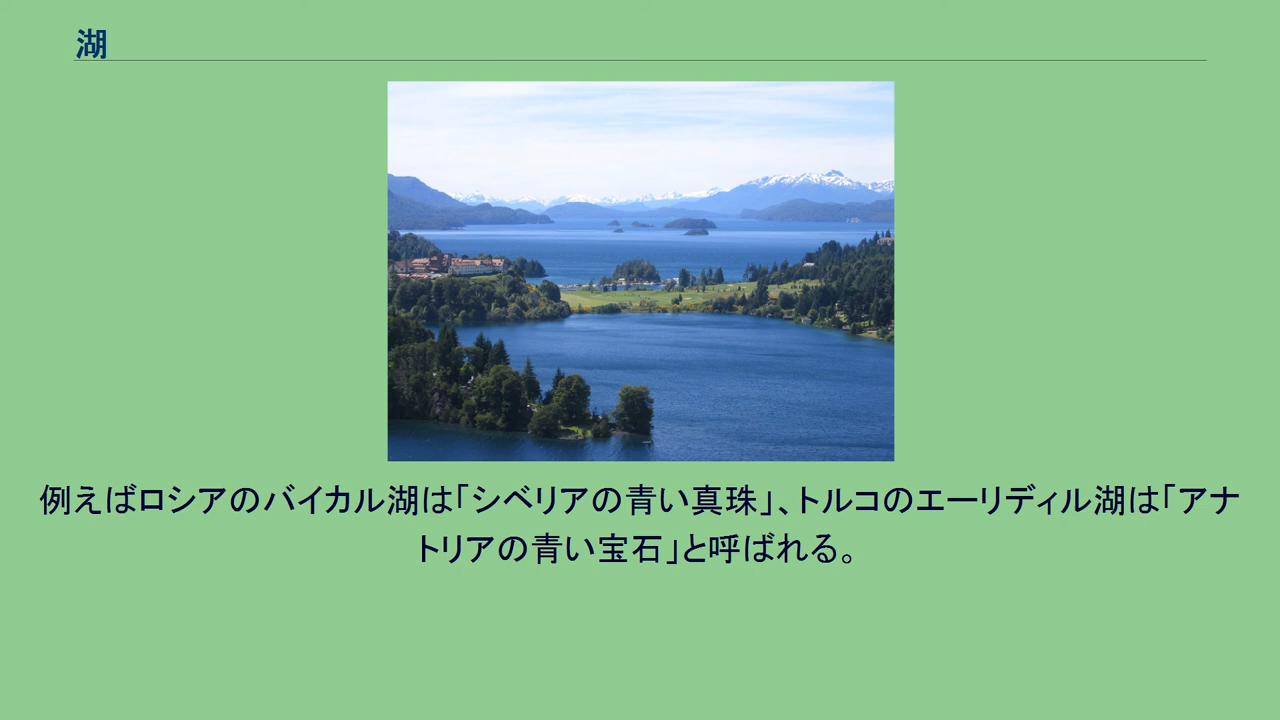 湖
例えばロシアのバイカル湖は｢シベリアの青い真珠｣､トルコのエーリディル湖は｢アナ
トリアの青い宝石｣と呼ばれる。